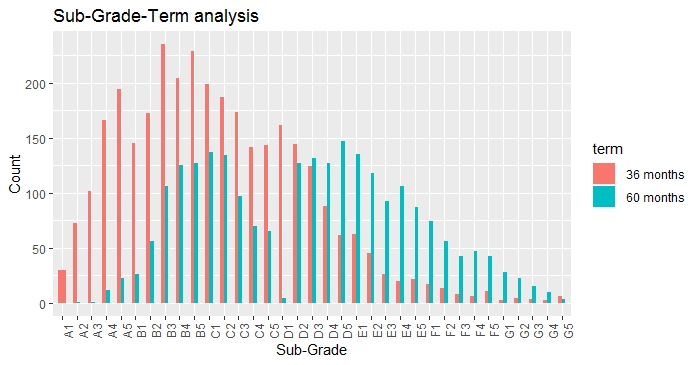 Sub-Grade-Term analysis
200
150
100
50
0
Count
A1 A2 A3 A4 A5 B1 B2 B3 B4 B5 C1 C2 C3 C4 C5 D1 D2 D3 D4 D5 E1 E2 E3 E4 E5 F1 F2 F3 F4 F5 G1 G2 G3 G4 G5
Sub-Grade
term
36 months
60 months